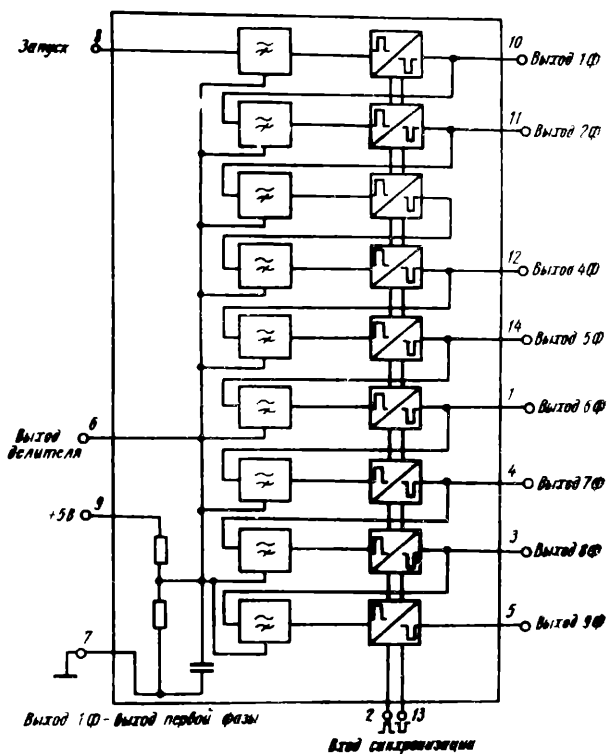 Запуск
8
10
Выход 1Ф
11
Выход 2Ф
12
Выход 4Ф
14
Выход 5Ф
1
Выход 6Ф
Выход делителя
6
4
Выход 7Ф
+5В
9
3
Выход 8Ф
5
Выход 9Ф
7
Выход 1Ф - Выход первой фазы
2
13
Вход синхронизации